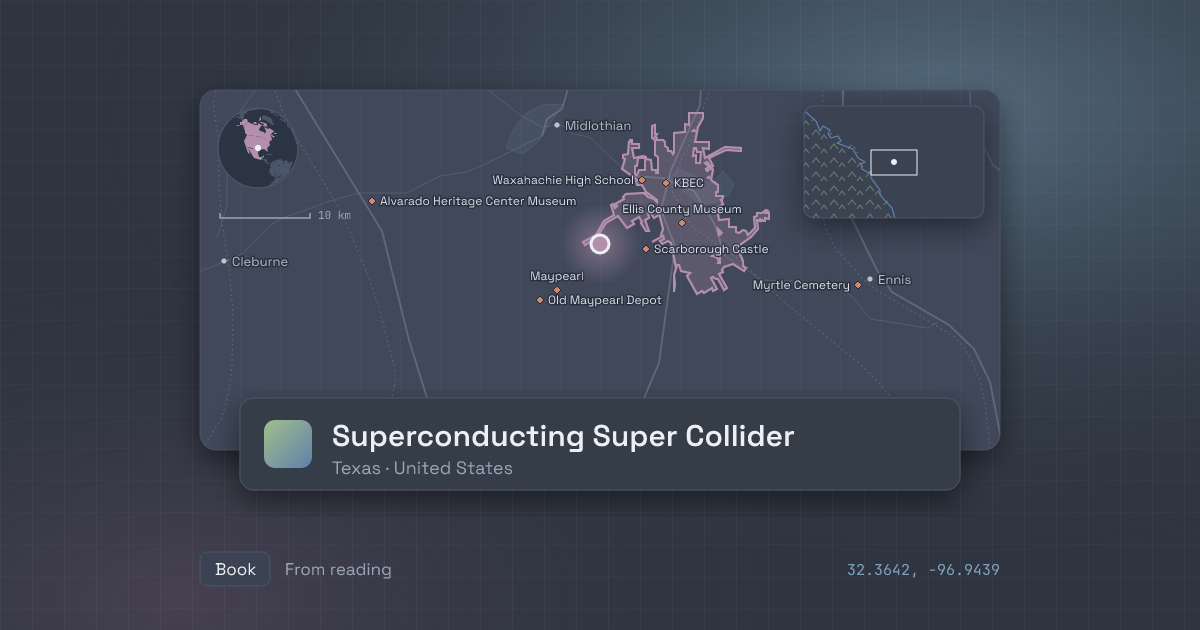 Midlothian
Waxahachie High School
KBEC
Alvarado Heritage Center Museum
Ellis County Museum
10 km
Scarborough Castle
Cleburne
Maypearl
Ennis
Myrtle Cemetery
Old Maypearl Depot
Superconducting Super Collider
Texas · United States
Book
From reading
32.3642, -96.9439